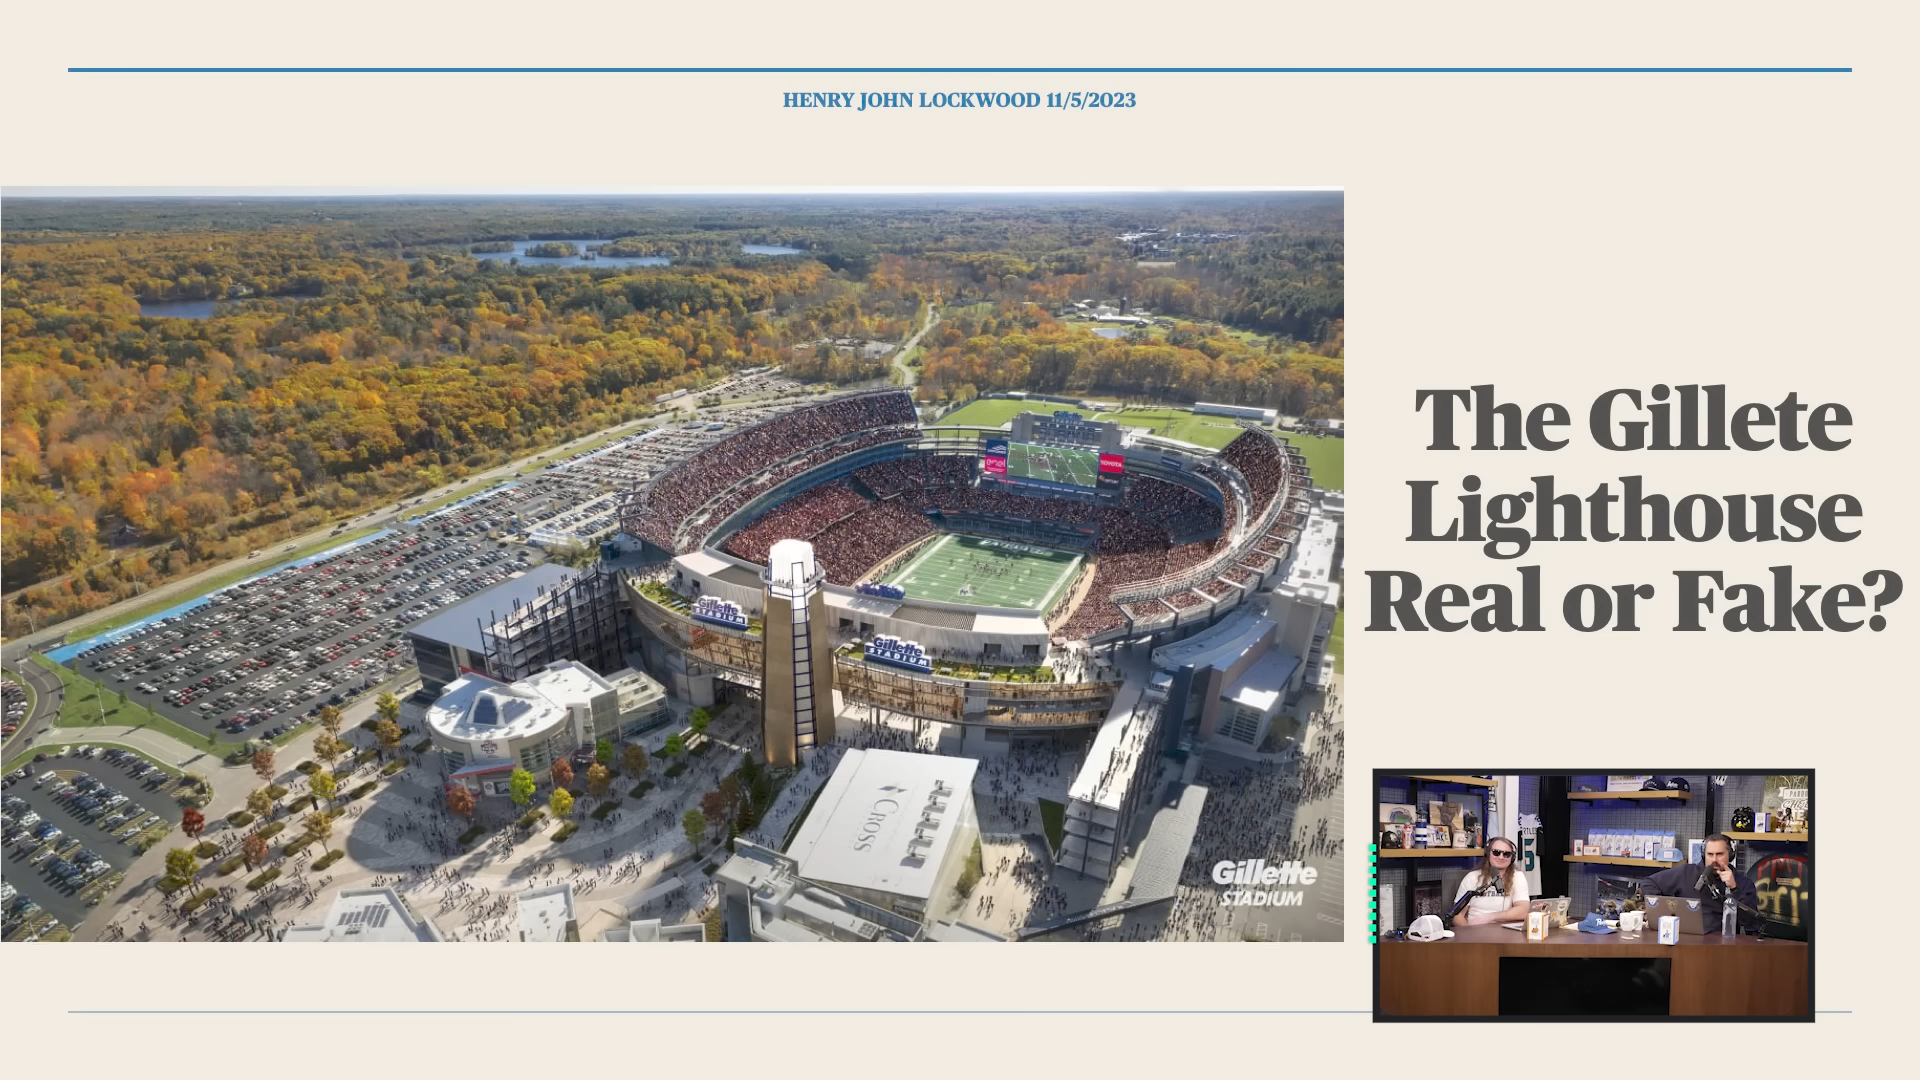 HENRY JOHN LOCKWOOD 11/5/2023
The Gillete
Lighthouse
Real or Fake?
TOYOTA
Gillette
STADIUM
Gillette
STADIUM
CROSS
Gillette
STADIUM